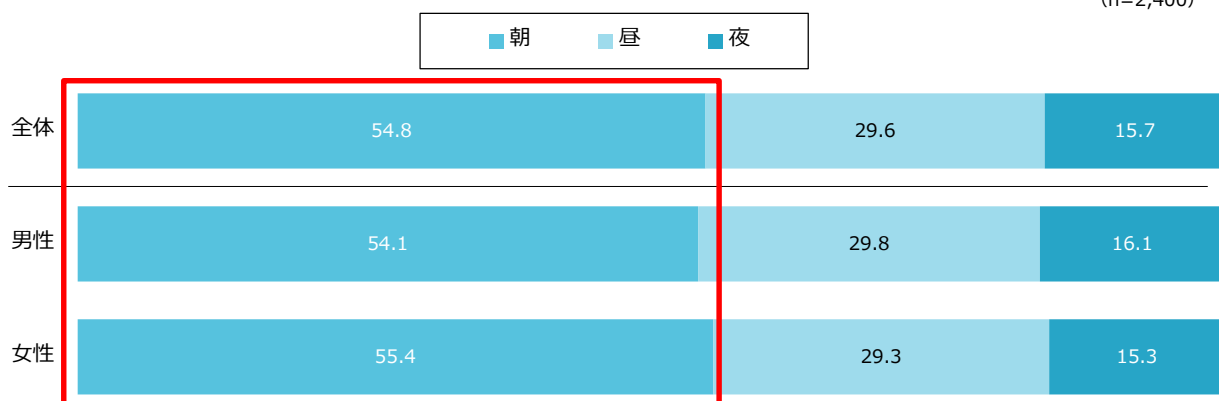 (n=2,400)
朝 昼 夜
全体 54.8 29.6 15.7
男性 54.1 29.8 16.1
女性 55.4 29.3 15.3